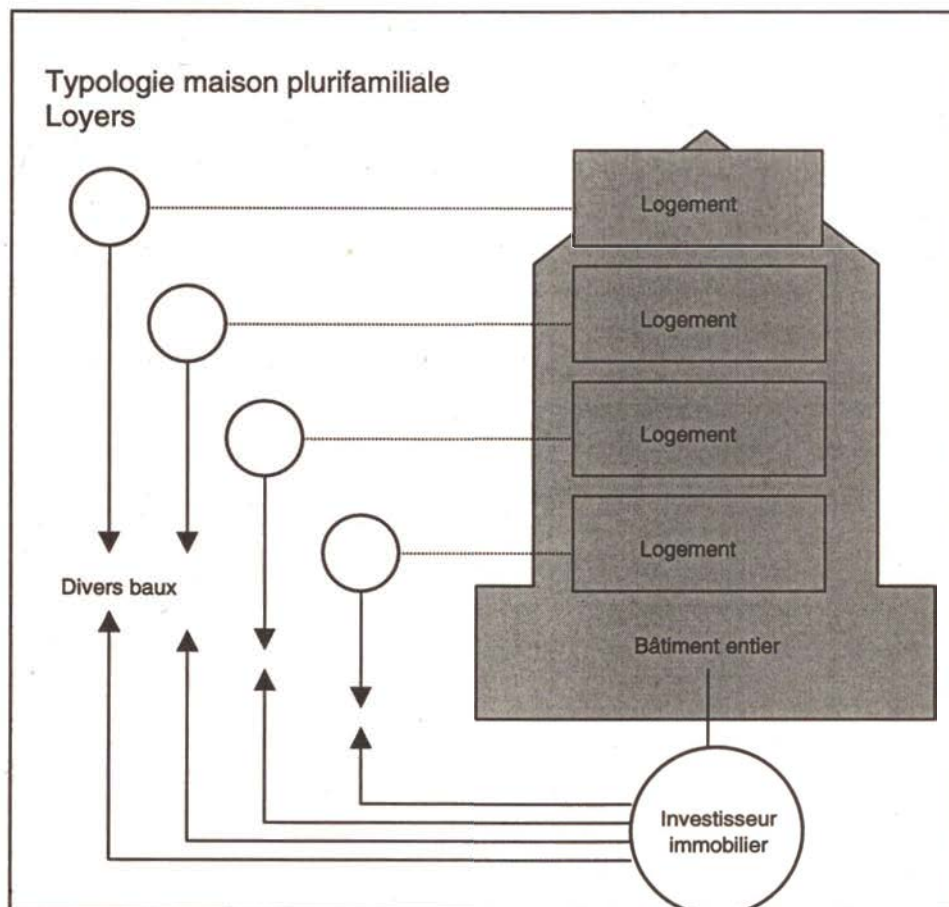 Typologie maison plurifamiliale
Loyers
Logement
Logement
Logement
Logement
Divers baux
Bâtiment entier
Investisseur
immobilier